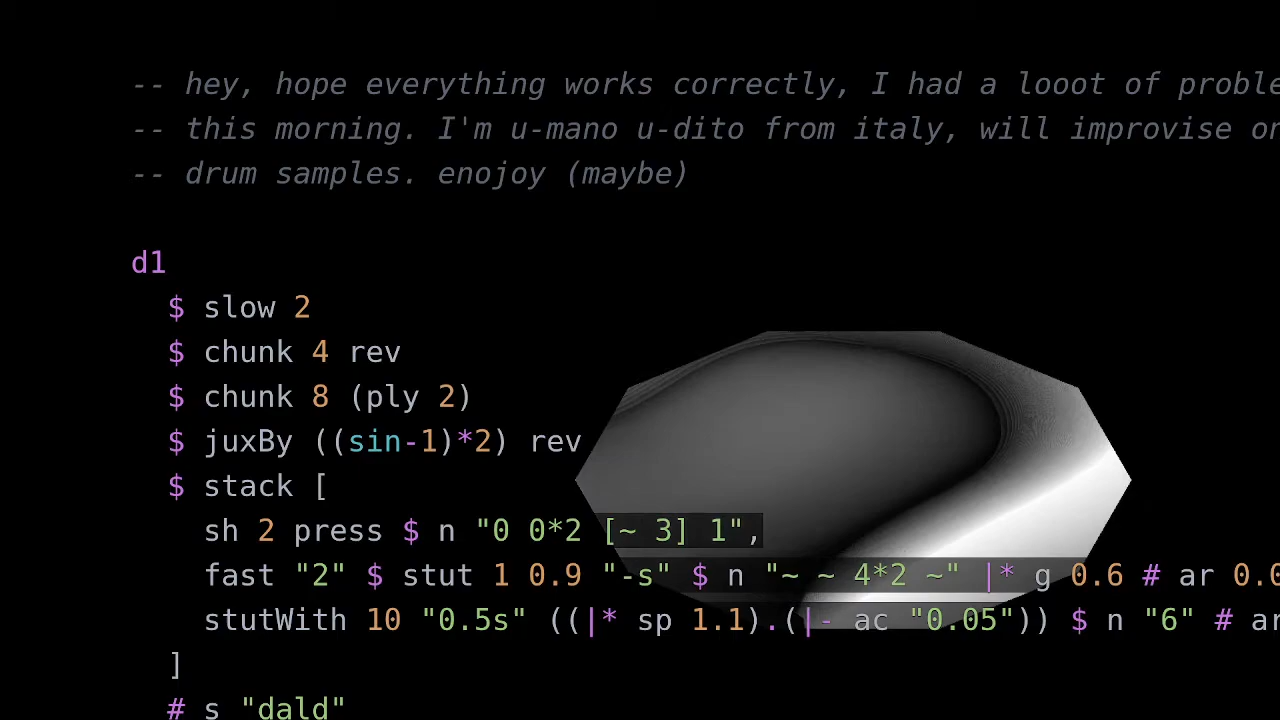 -- hey, hope everything works correctly, I had a looot of proble
-- this morning. I'm u-mano u-dito from italy, will improvise on
-- drum samples. enojoy (maybe)
d1
$ slow 2
$ chunk 4 rev
$ chunk 8 (ply 2)
$ juxBy ((sin-1)*2) rev
$ stack [
sh 2 press $ n "0 0*2 [~ 3] 1",
fast "2" $ stut 1 0.9 "-s" $ n "~ ~ 4*2 ~" |* g 0.6 # ar 0.0
stutWith 10 "0.5s" ((|* sp 1.1).(|- ac "0.05")) $ n "6" # ar
]
# s "dald"